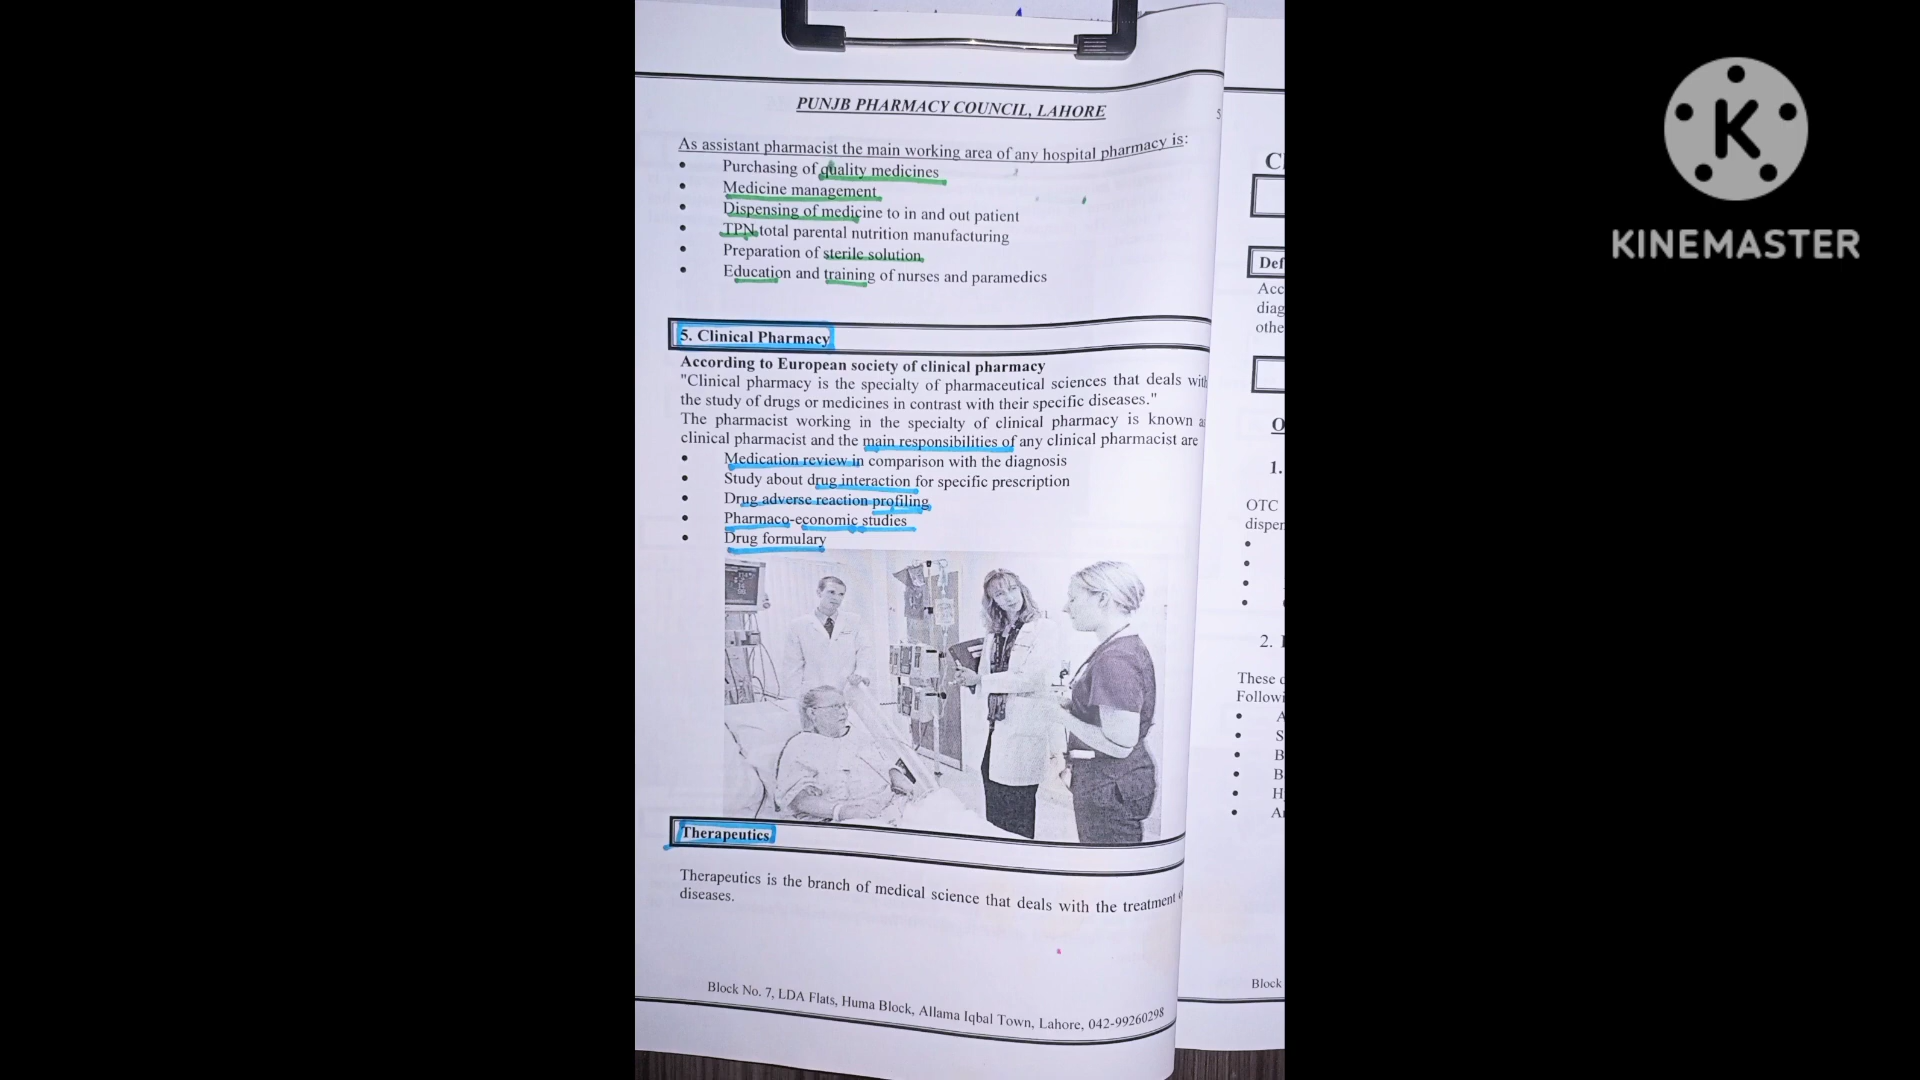 PUNJB PHARMACY COUNCIL, LAHORE
5
As assistant pharmacist the main working area of any hospital pharmacy is:
• Purchasing of quality medicines
• Medicine management
• Dispensing of medicine to in and out patient
• TPN total parental nutrition manufacturing
• Preparation of sterile solution
• Education and training of nurses and paramedics
5. Clinical Pharmacy
According to European society of clinical pharmacy
"Clinical pharmacy is the specialty of pharmaceutical sciences that deals with
the study of drugs or medicines in contrast with their specific diseases."
The pharmacist working in the specialty of clinical pharmacy is known
clinical pharmacist and the main responsibilities of any clinical pharmacist are
• Medication review in comparison with the diagnosis
• Study about drug interaction for specific prescription
• Drug adverse reaction profiling
• Pharmaco-economic studies
• Drug formulary
Therapeutics
Therapeutics is the branch of medical science that deals with the treatment
diseases.
Block No. 7, LDA Flats, Huma Block, Allama Iqbal Town, Lahore, 042-99260298
1.
OTC
2.
These
Block
K
KINEMASTER